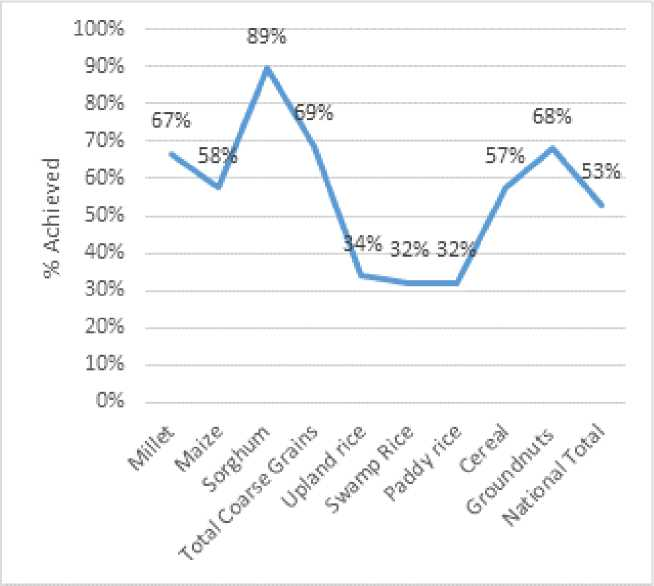 100%
90%
80%
70%
60%
50%
40%
30%
20%
10%
0%
% Achieved
67%
58%
89%
69%
34%
32%
32%
57%
68%
53%
Millet
Maize
Sorghum
Total Coarse Grains
Upland rice
Swamp Rice
Paddy rice
Cereal
Groundnuts
National Total